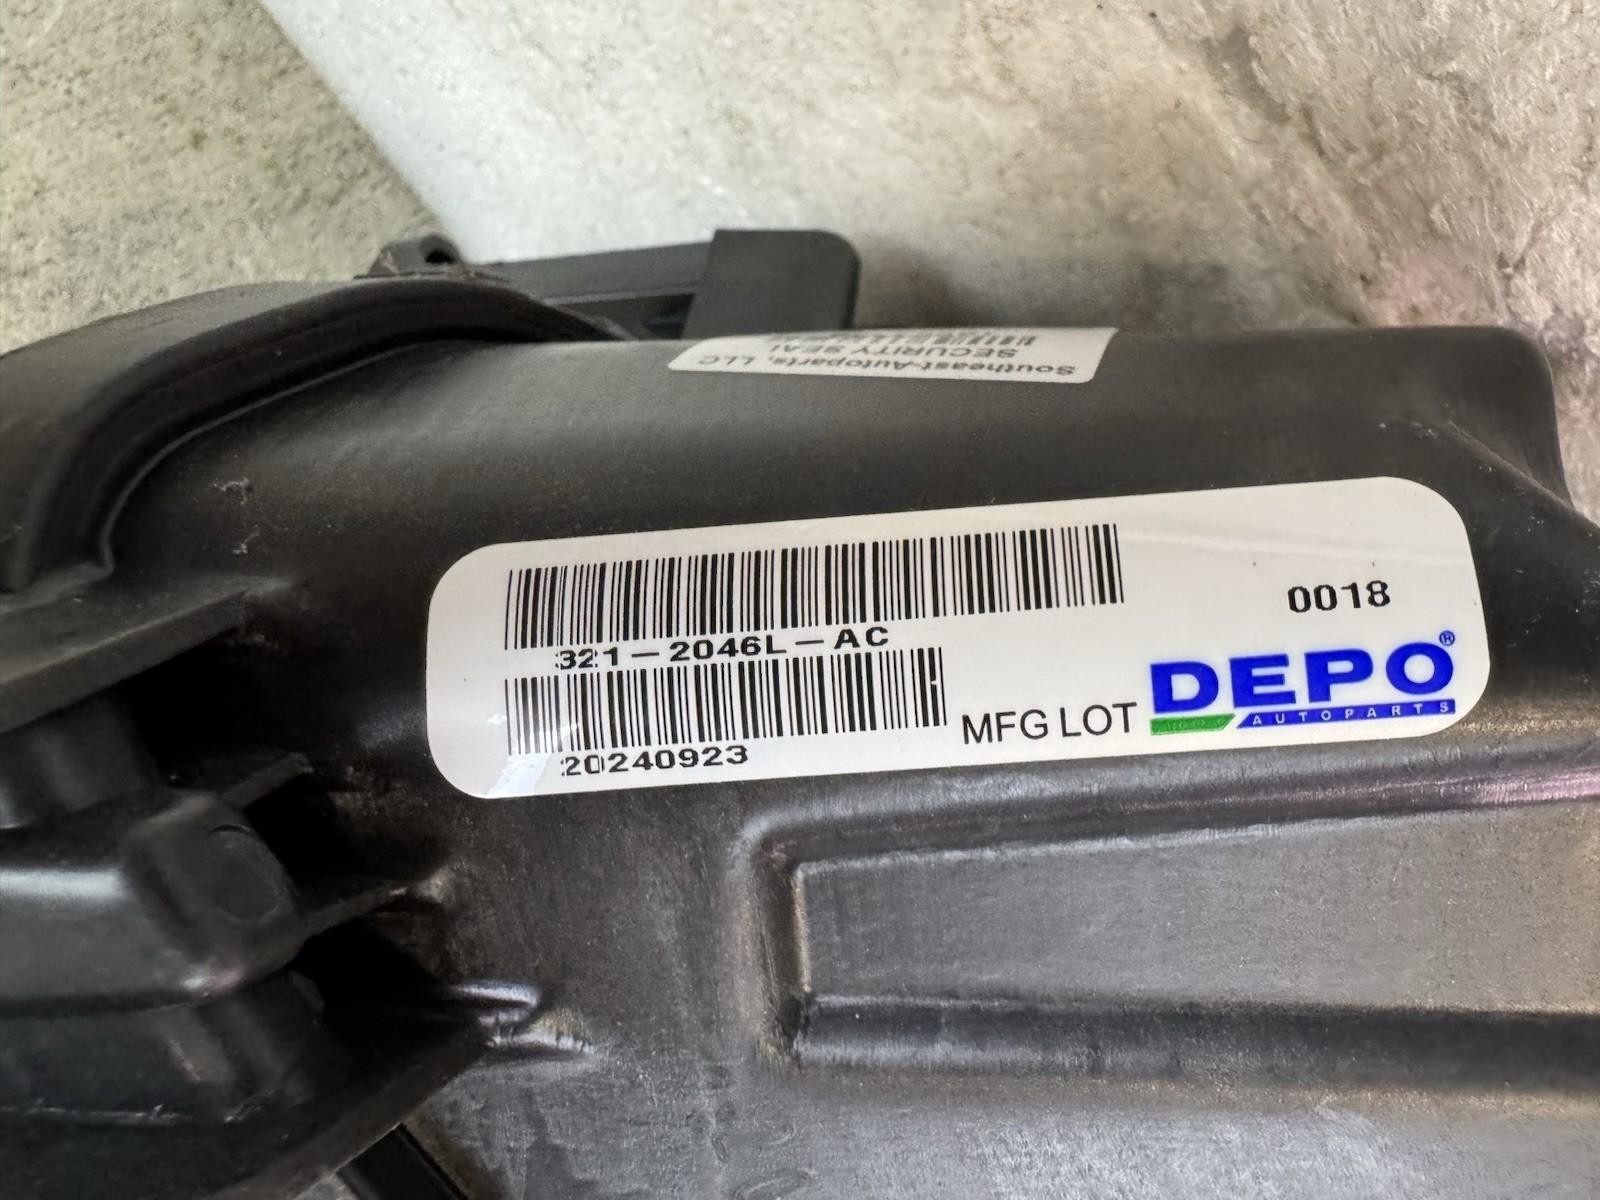 Southeast Autoparts, LLC
SECURITY SEAL
0018
321-2046L-AC
DEPO®
AUTOPARTS
MFG LOT
20240923